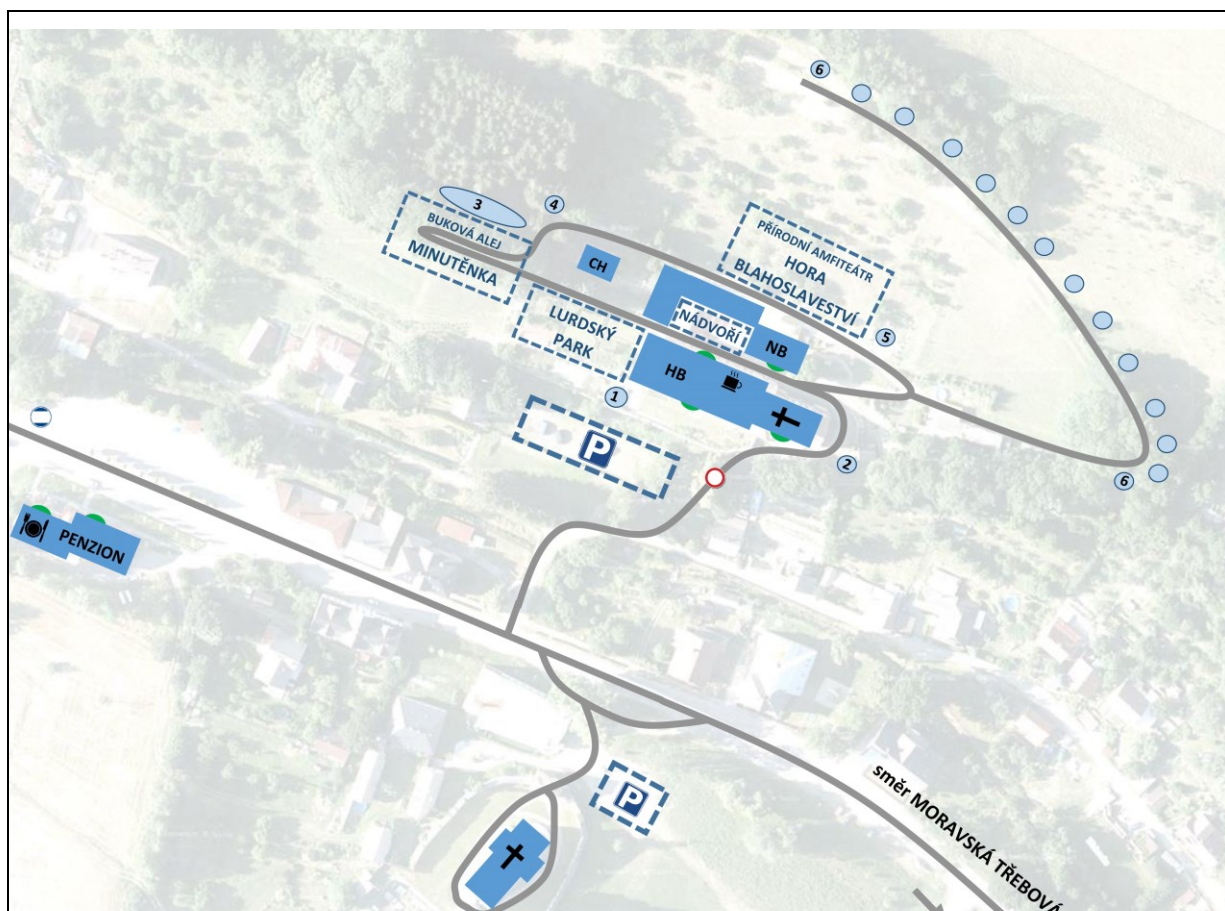 6
3
4
BUKOVÁ ALEJ
MINUTĚNKA
PŘÍRODNÍ AMFITEÁTR
HORA
BLAHOSLAVESTVÍ
CH
LURDSKÝ
PARK
NÁDVOŘÍ
NB
5
HB
1
P
2
6
PENZION
P
směr MORAVSKÁ TŘEBOVÁ